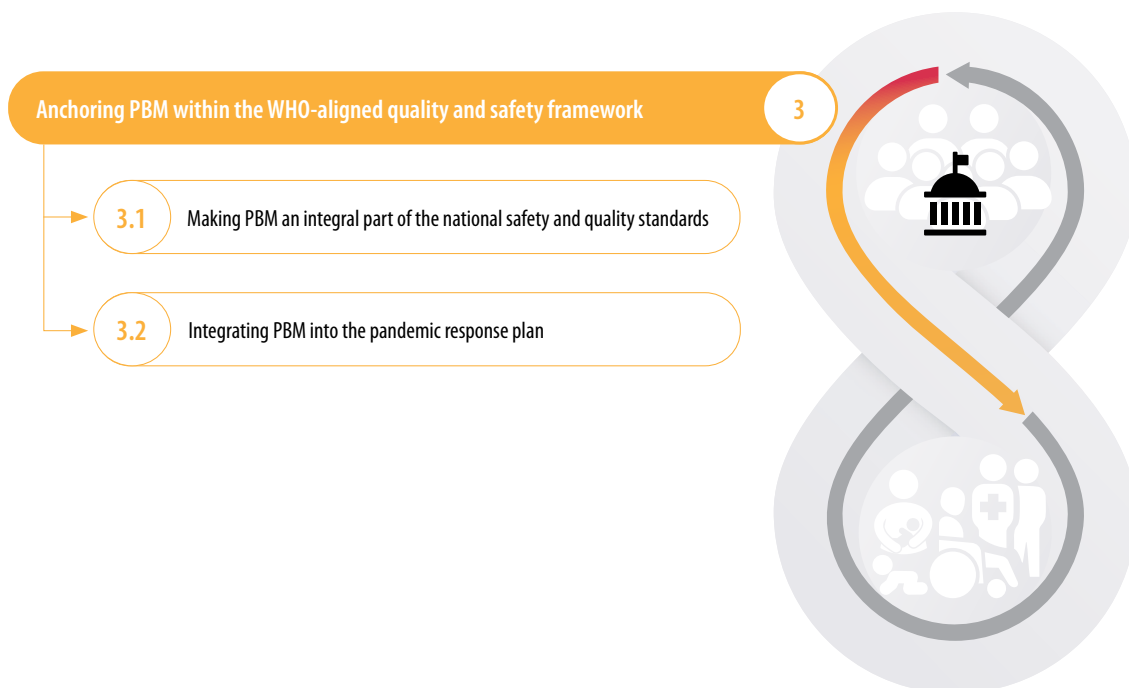 Anchoring PBM within the WHO-aligned quality and safety framework 3
3.1 Making PBM an integral part of the national safety and quality standards
3.2 Integrating PBM into the pandemic response plan